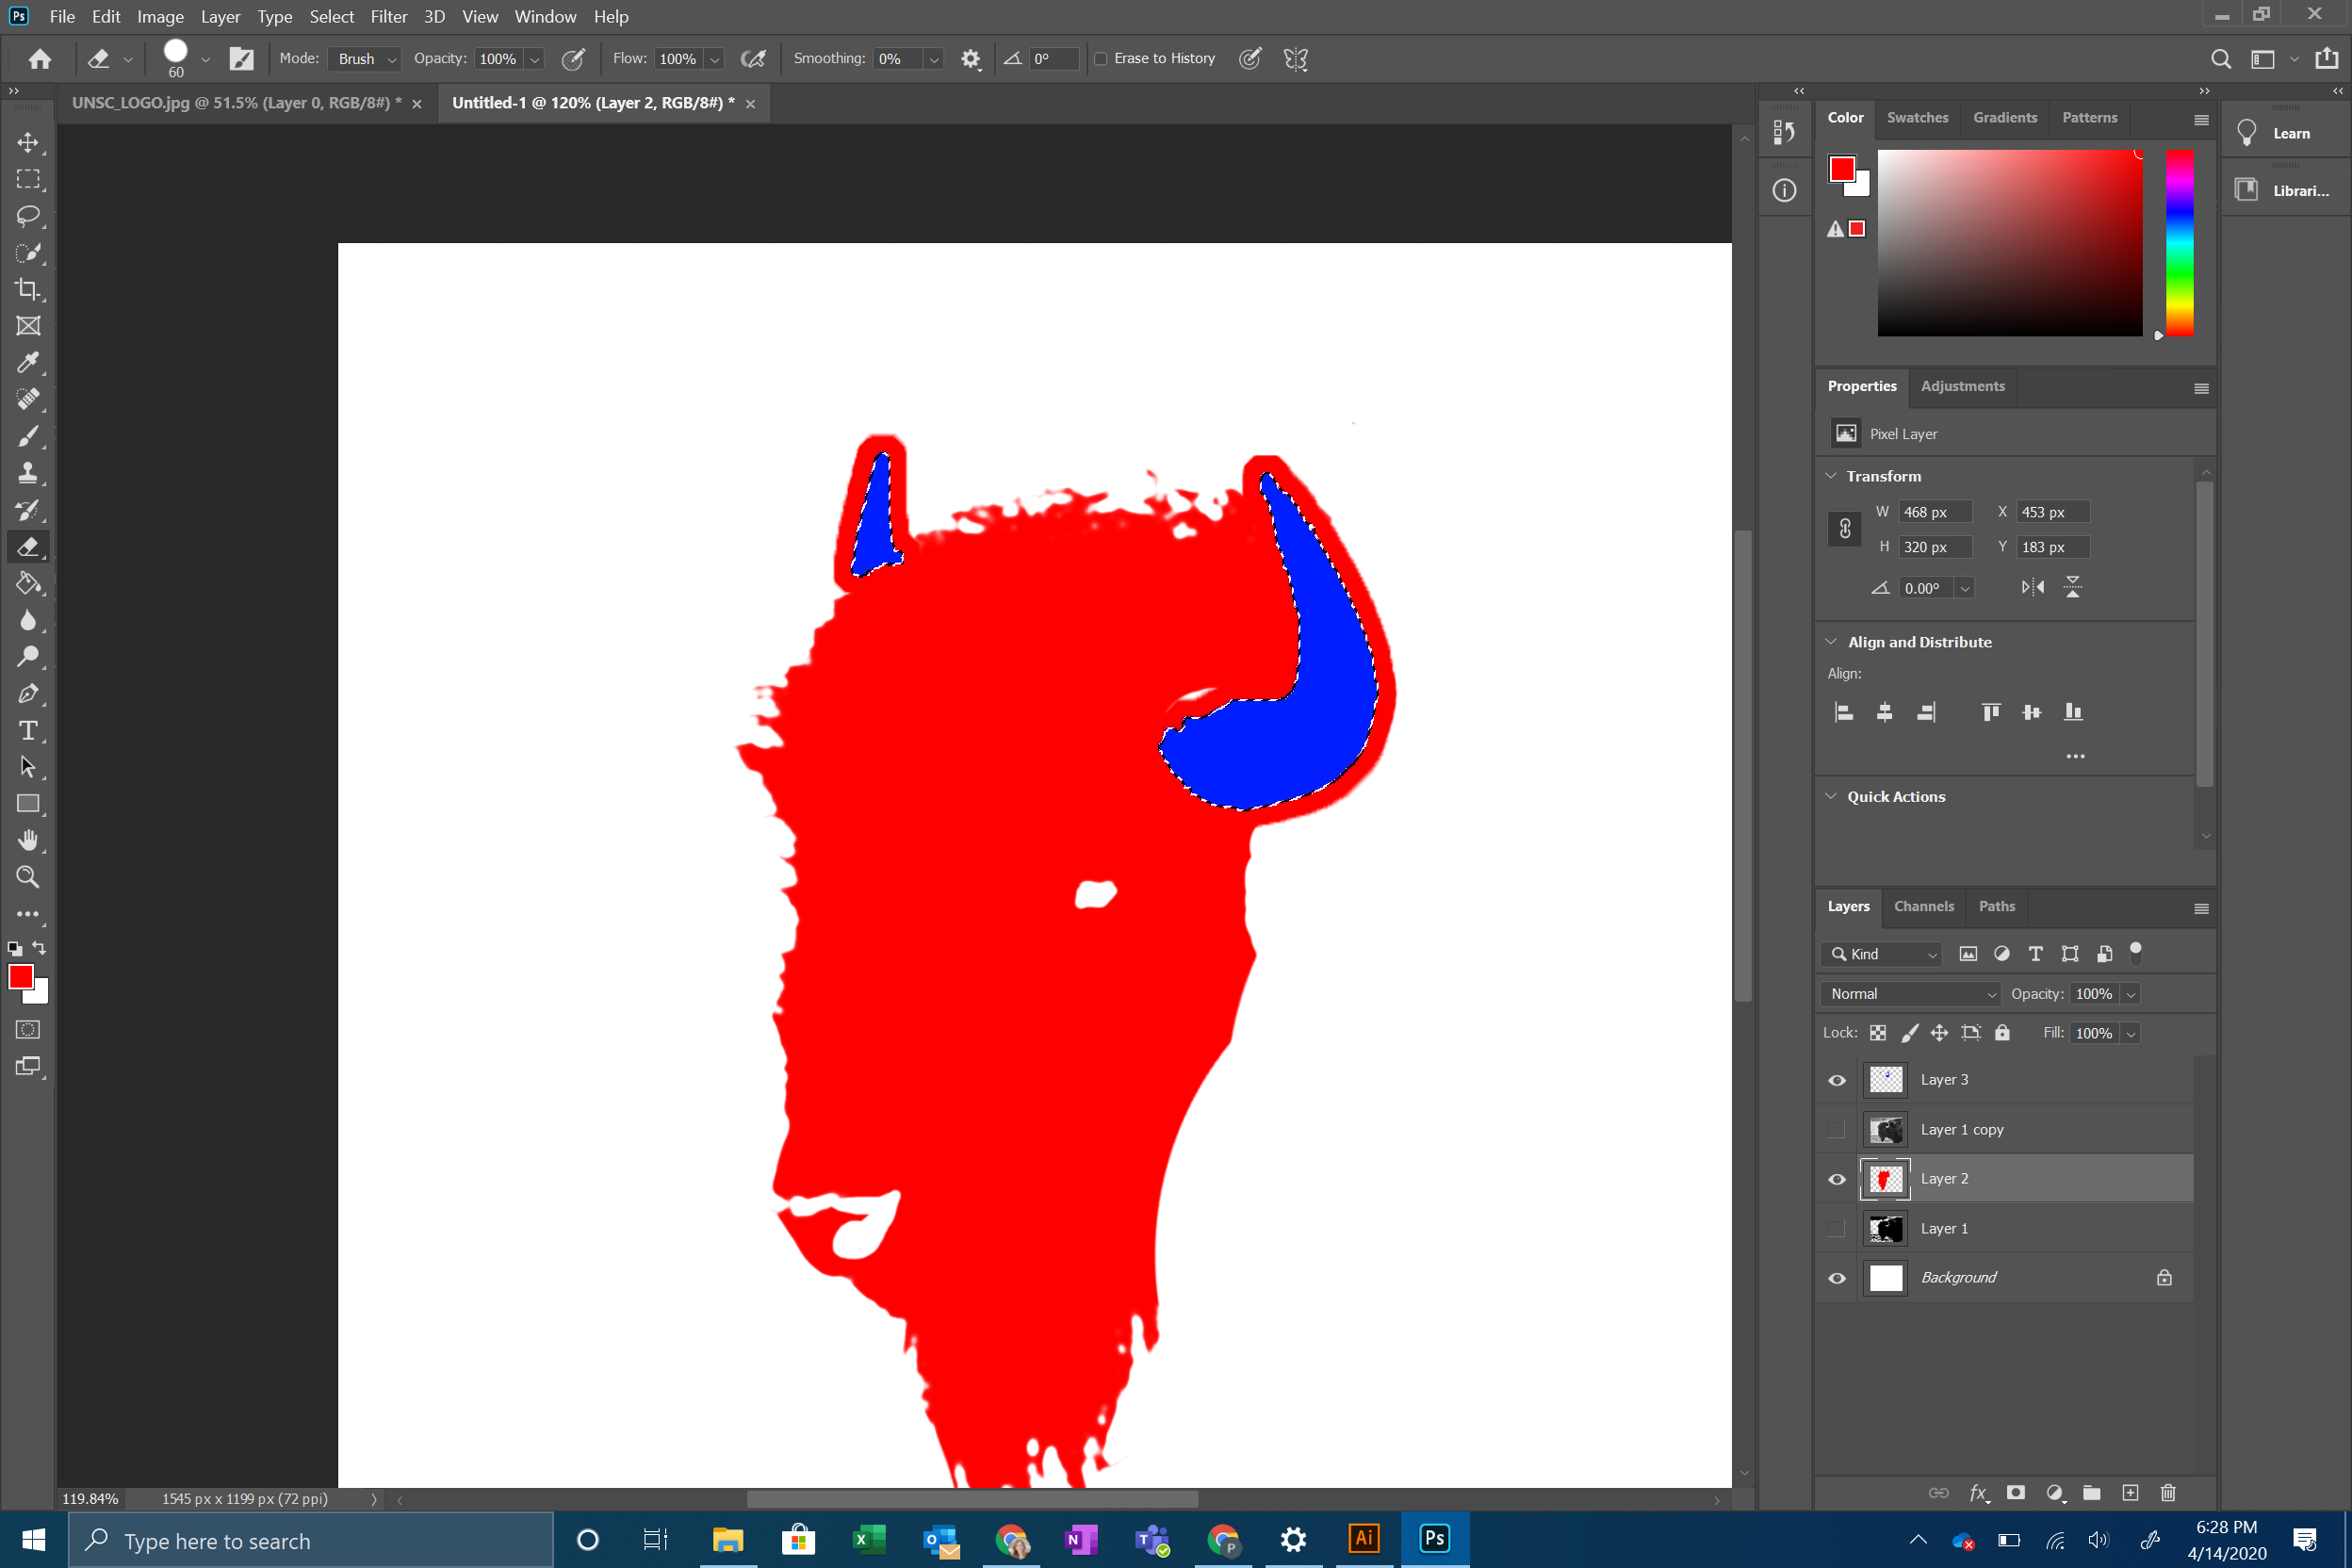 Ps File Edit Image Layer Type Select Filter 3D View Window Help
60 Mode: Brush Opacity: 100% Flow: 100% Smoothing: 0% 0° Erase to History
UNSC_LOGO.jpg @ 51.5% (Layer 0, RGB/8#) * × Untitled-1 @ 120% (Layer 2, RGB/8#) * ×
Color Swatches Gradients Patterns
Learn
Librari...
Properties Adjustments
Pixel Layer
Transform
W 468 px X 453 px
H 320 px Y 183 px
0.00°
Align and Distribute
Align:
Quick Actions
Layers Channels Paths
Kind
Normal Opacity: 100%
Lock: Fill: 100%
Layer 3
Layer 1 copy
Layer 2
Layer 1
Background
fx
119.84% 1545 px x 1199 px (72 ppi)
Type here to search
Ai Ps
6:28 PM
4/14/2020